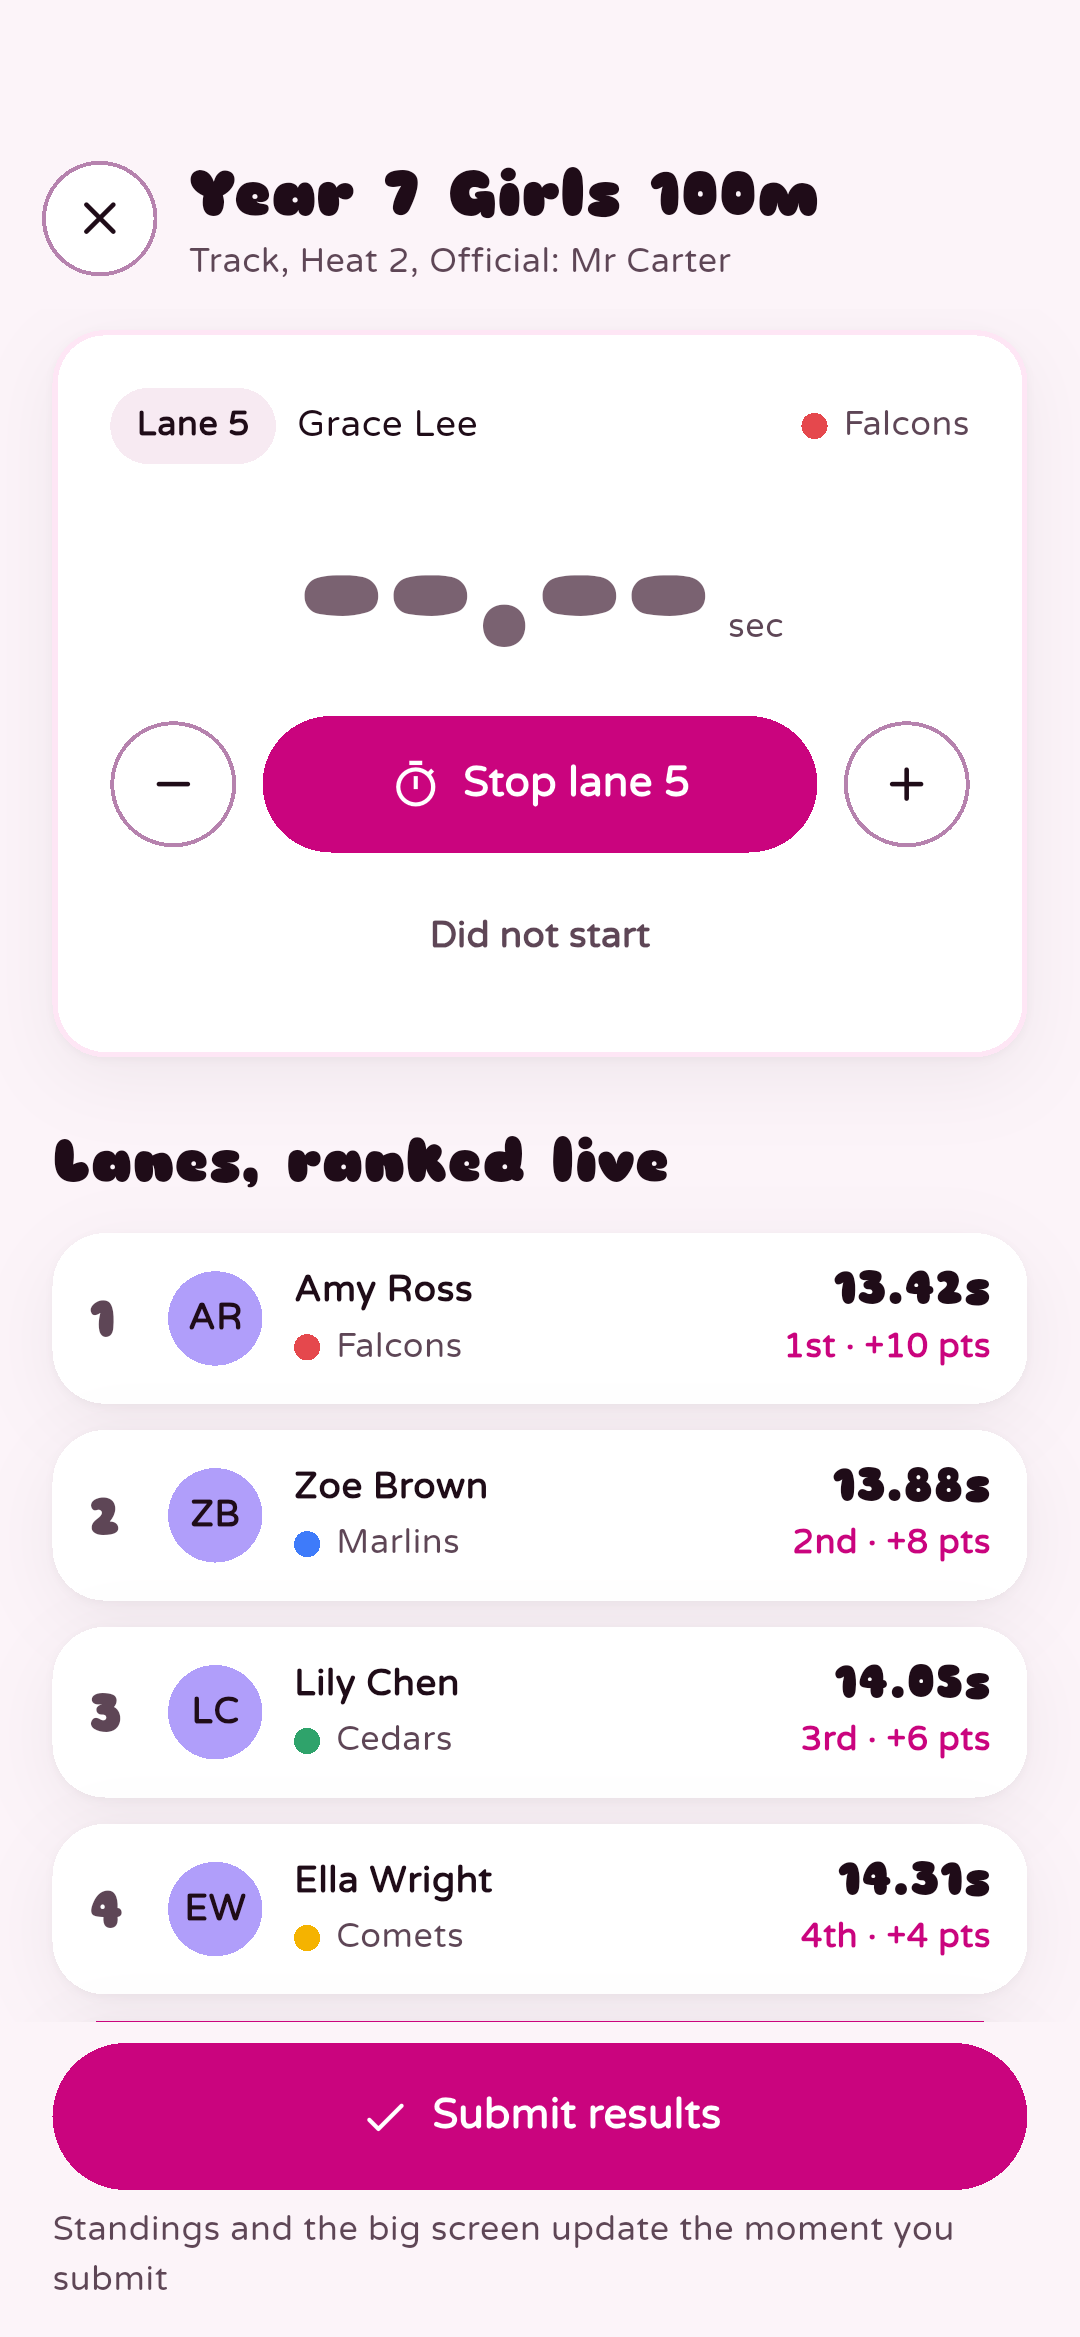 Year 7 Girls 100m
Track, Heat 2, Official: Mr Carter
Lane 5 Grace Lee Falcons
--.-- sec
Stop lane 5
Did not start
Lanes, ranked live
1 AR Amy Ross 13.42s
Falcons 1st · +10 pts
2 ZB Zoe Brown 13.88s
Marlins 2nd · +8 pts
3 LC Lily Chen 14.05s
Cedars 3rd · +6 pts
4 EW Ella Wright 14.31s
Comets 4th · +4 pts
Submit results
Standings and the big screen update the moment you
submit